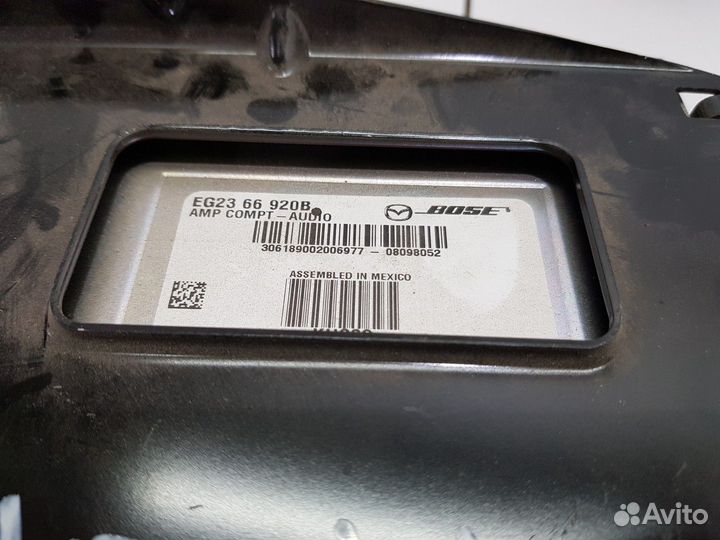 EG23 66 920B
AMP COMPT-AUDIO
BOSE
306189002006977 - 08098052
ASSEMBLED IN MEXICO
Avito